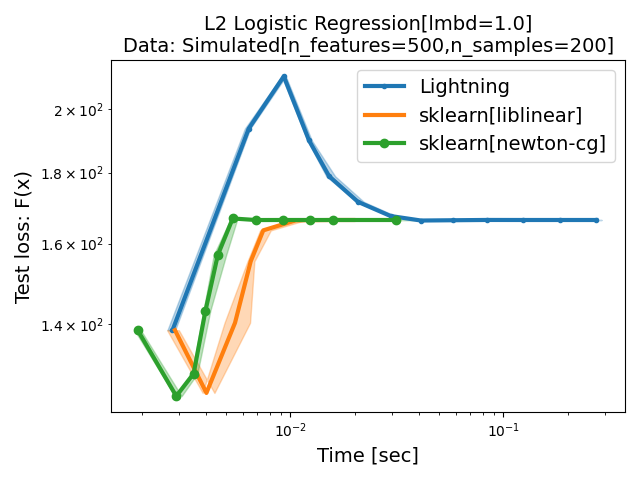 L2 Logistic Regression[lmbd=1.0]
Data: Simulated[n_features=500,n_samples=200]
Lightning
sklearn[liblinear]
sklearn[newton-cg]
Test loss: F(x)
2 × 10²
1.8 × 10²
1.6 × 10²
1.4 × 10²
10⁻²
10⁻¹
Time [sec]